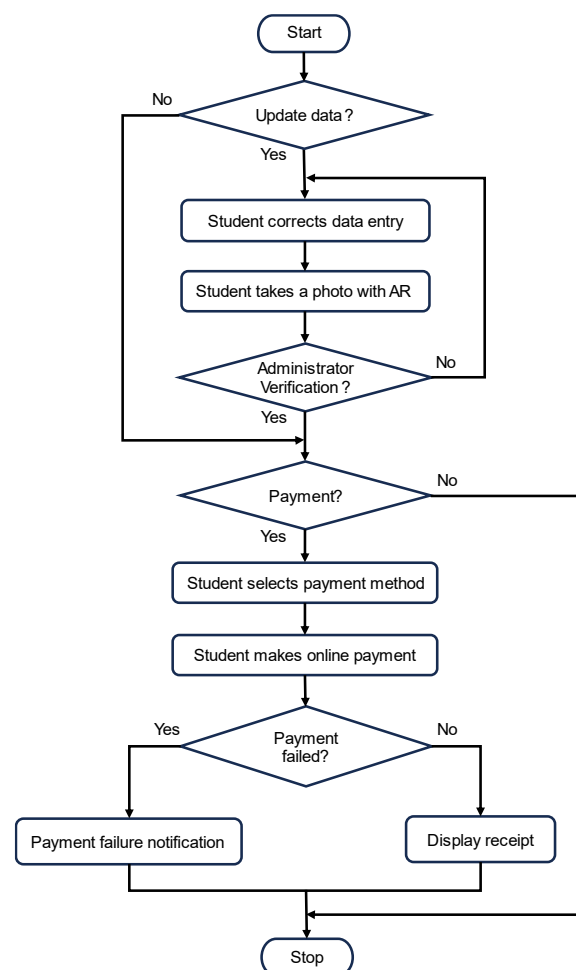 Start
No
Update data?
Yes
Student corrects data entry
Student takes a photo with AR
Administrator
Verification?
No
Yes
Payment?
No
Yes
Student selects payment method
Student makes online payment
Yes
No
Payment
failed?
Payment failure notification
Display receipt
Stop